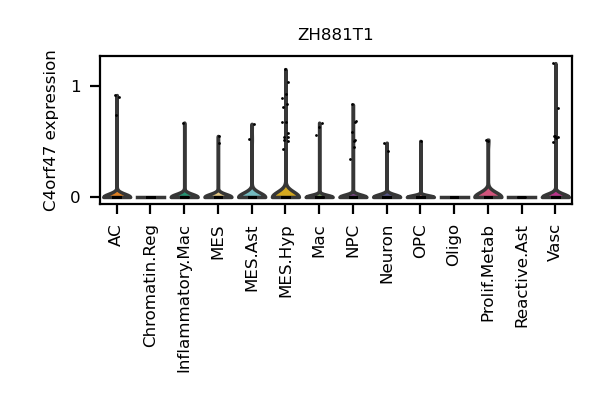 ZH881T1
C4orf47 expression
1
0
AC
Chromatin.Reg
Inflammatory.Mac
MES
MES.Ast
MES.Hyp
Mac
NPC
Neuron
OPC
Oligo
Prolif.Metab
Reactive.Ast
Vasc